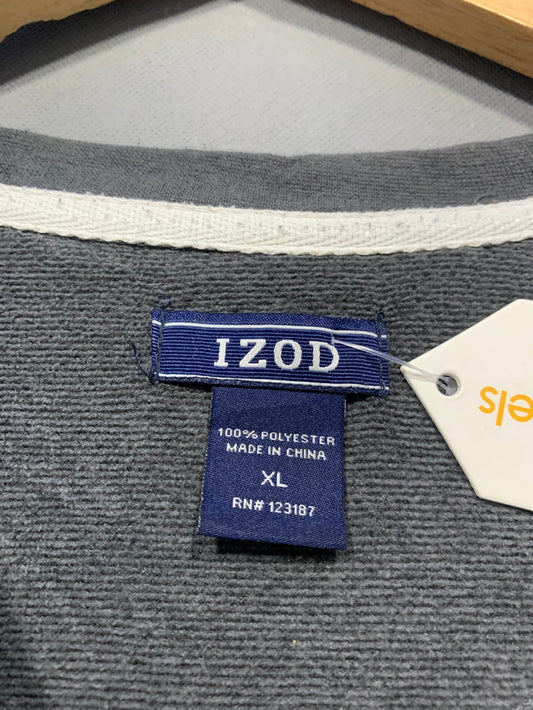 IZOD
100% POLYESTER
MADE IN CHINA
XL
RN# 123187
els